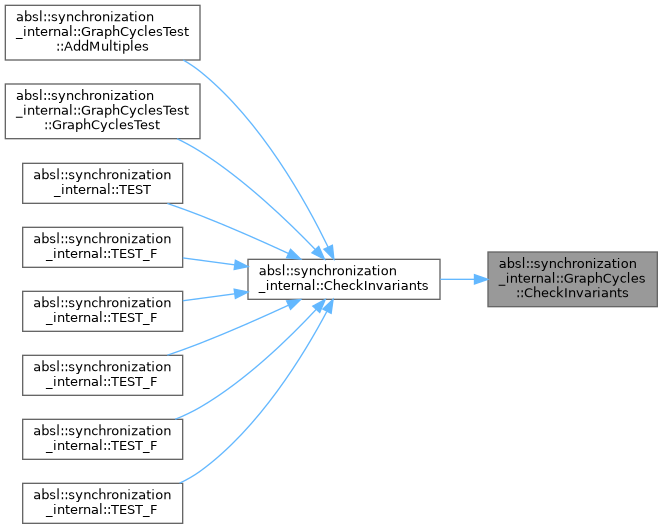 absl::synchronization
_internal::GraphCyclesTest
::AddMultiples
absl::synchronization
_internal::GraphCyclesTest
::GraphCyclesTest
absl::synchronization
_internal::TEST
absl::synchronization
_internal::TEST_F
absl::synchronization
_internal::TEST_F
absl::synchronization
_internal::TEST_F
absl::synchronization
_internal::TEST_F
absl::synchronization
_internal::TEST_F
absl::synchronization
_internal::CheckInvariants
absl::synchronization
_internal::GraphCycles
::CheckInvariants